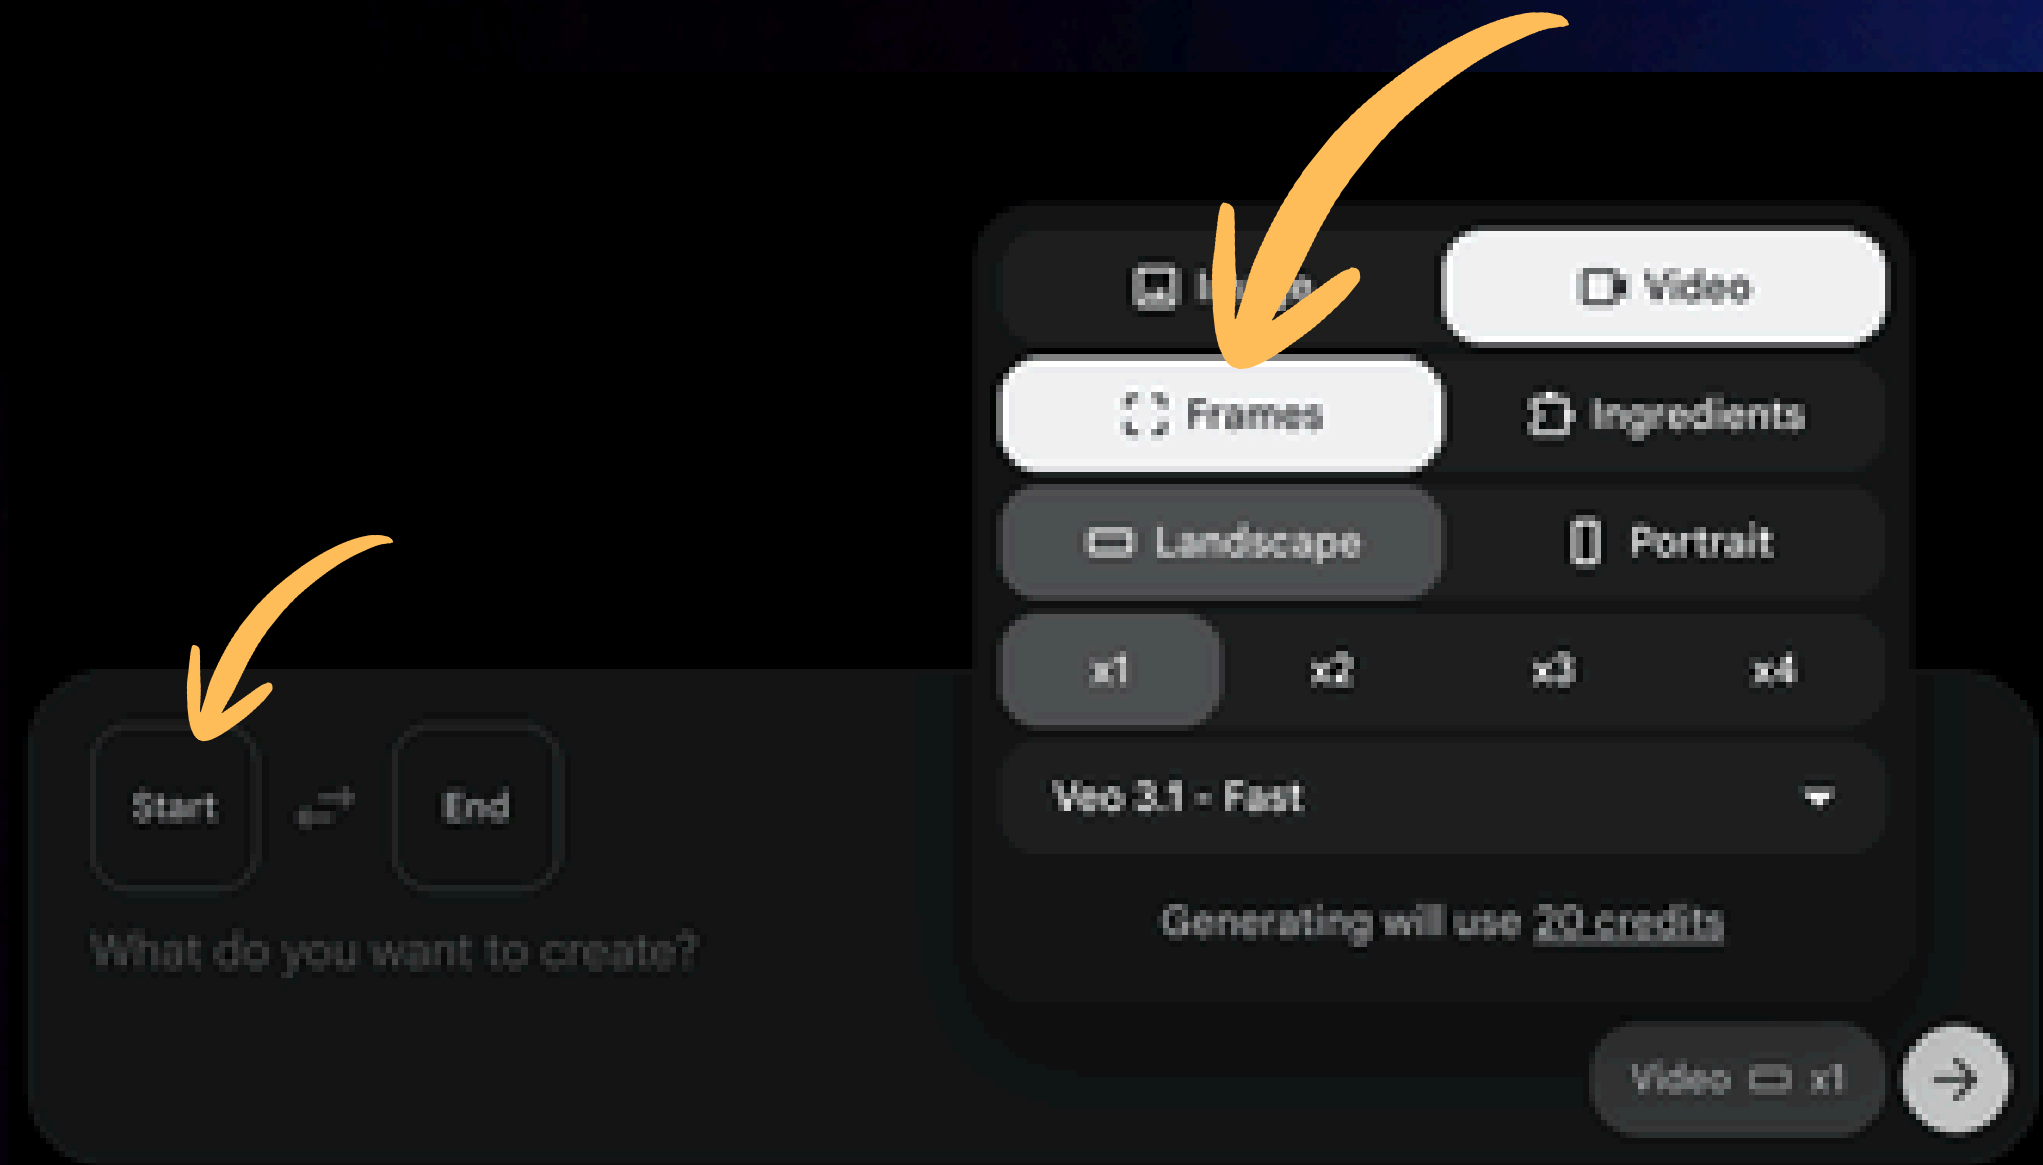 Video
Frames
Ingredients
Landscape
Portrait
x1
x2
x3
x4
Veo 3.1 - Fast
Start
End
Generating will use 20 credits
What do you want to create?
Video x1